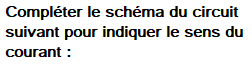 Compléter le schéma du circuit
suivant pour indiquer le sens du
courant :